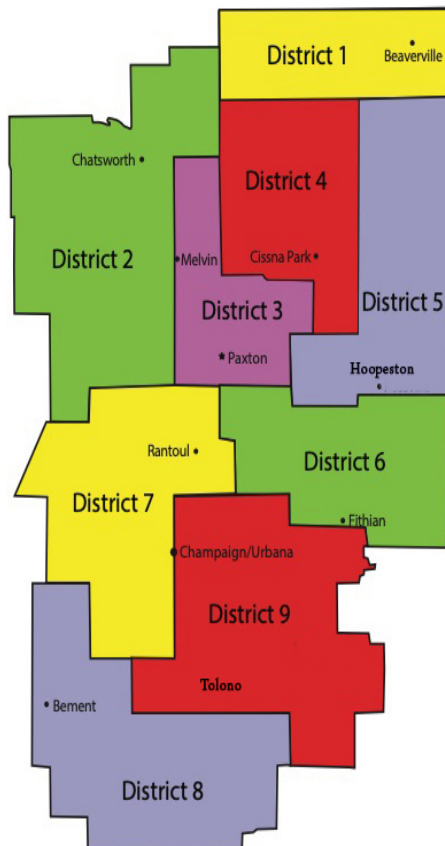 District 1
Beaverville
Chatsworth
District 4
District 2
Melvin
Cissna Park
District 3
District 5
Paxton
Hoopeston
Rantoul
District 6
District 7
Fithian
Champaign/Urbana
District 9
Tolono
Bement
District 8